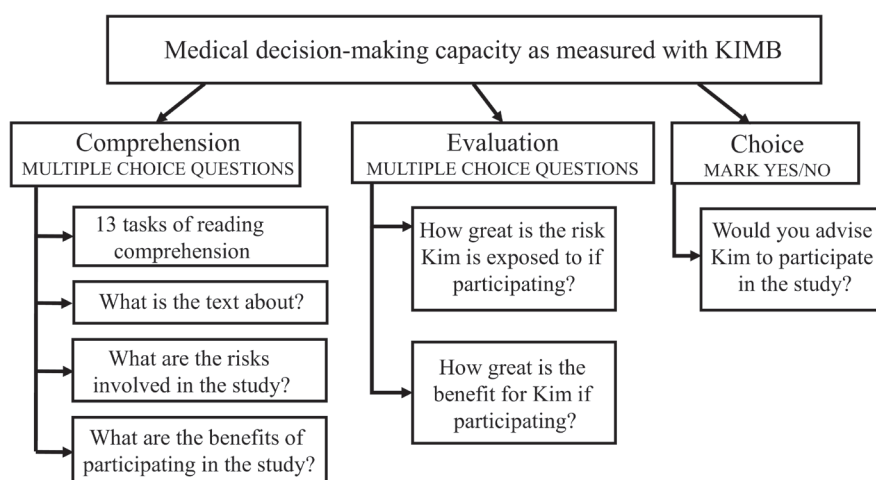 Medical decision-making capacity as measured with KIMB
Comprehension
MULTIPLE CHOICE QUESTIONS
13 tasks of reading
comprehension
What is the text about?
What are the risks
involved in the study?
What are the benefits of
participating in the study?
Evaluation
MULTIPLE CHOICE QUESTIONS
How great is the risk
Kim is exposed to if
participating?
How great is the
benefit for Kim if
participating?
Choice
MARK YES/NO
Would you advise
Kim to participate
in the study?